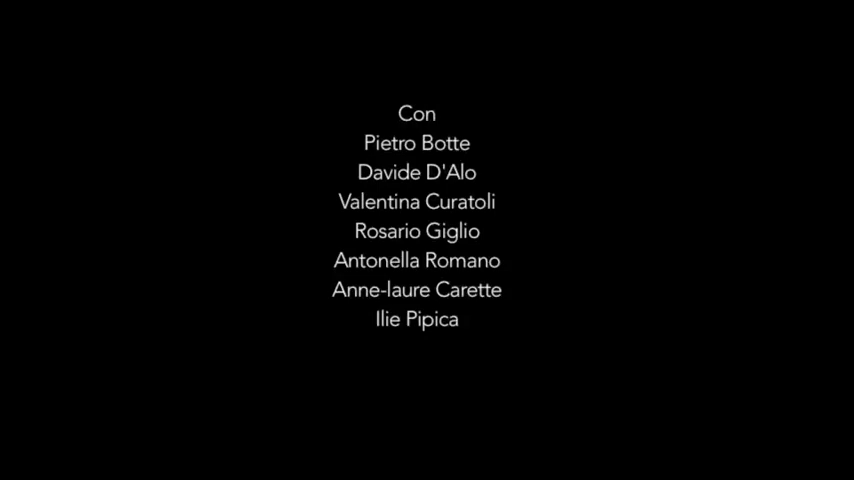 Con
Pietro Botte
Davide D'Alo
Valentina Curatoli
Rosario Giglio
Antonella Romano
Anne-laure Carette
Ilie Pipica